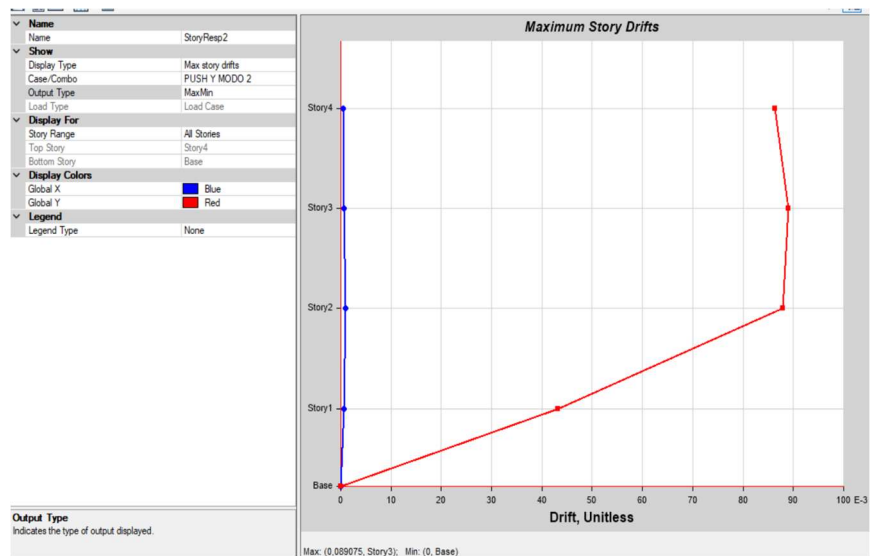 Name
Name StoryResp2
Show
Display Type Max story drifts
Case/Combo PUSH Y MODO 2
Output Type MaxMin
Load Type Load Case
Display For
Story Range All Stories
Top Story Story4
Bottom Story Base
Display Colors
Global X Blue
Global Y Red
Legend
Legend Type None
Output Type
Indicates the type of output displayed.
Maximum Story Drifts
Story4
Story3
Story2
Story1
Base
0 10 20 30 40 50 60 70 80 90 100 E-3
Drift, Unitless
Max: (0.089075, Story3); Min: (0, Base)